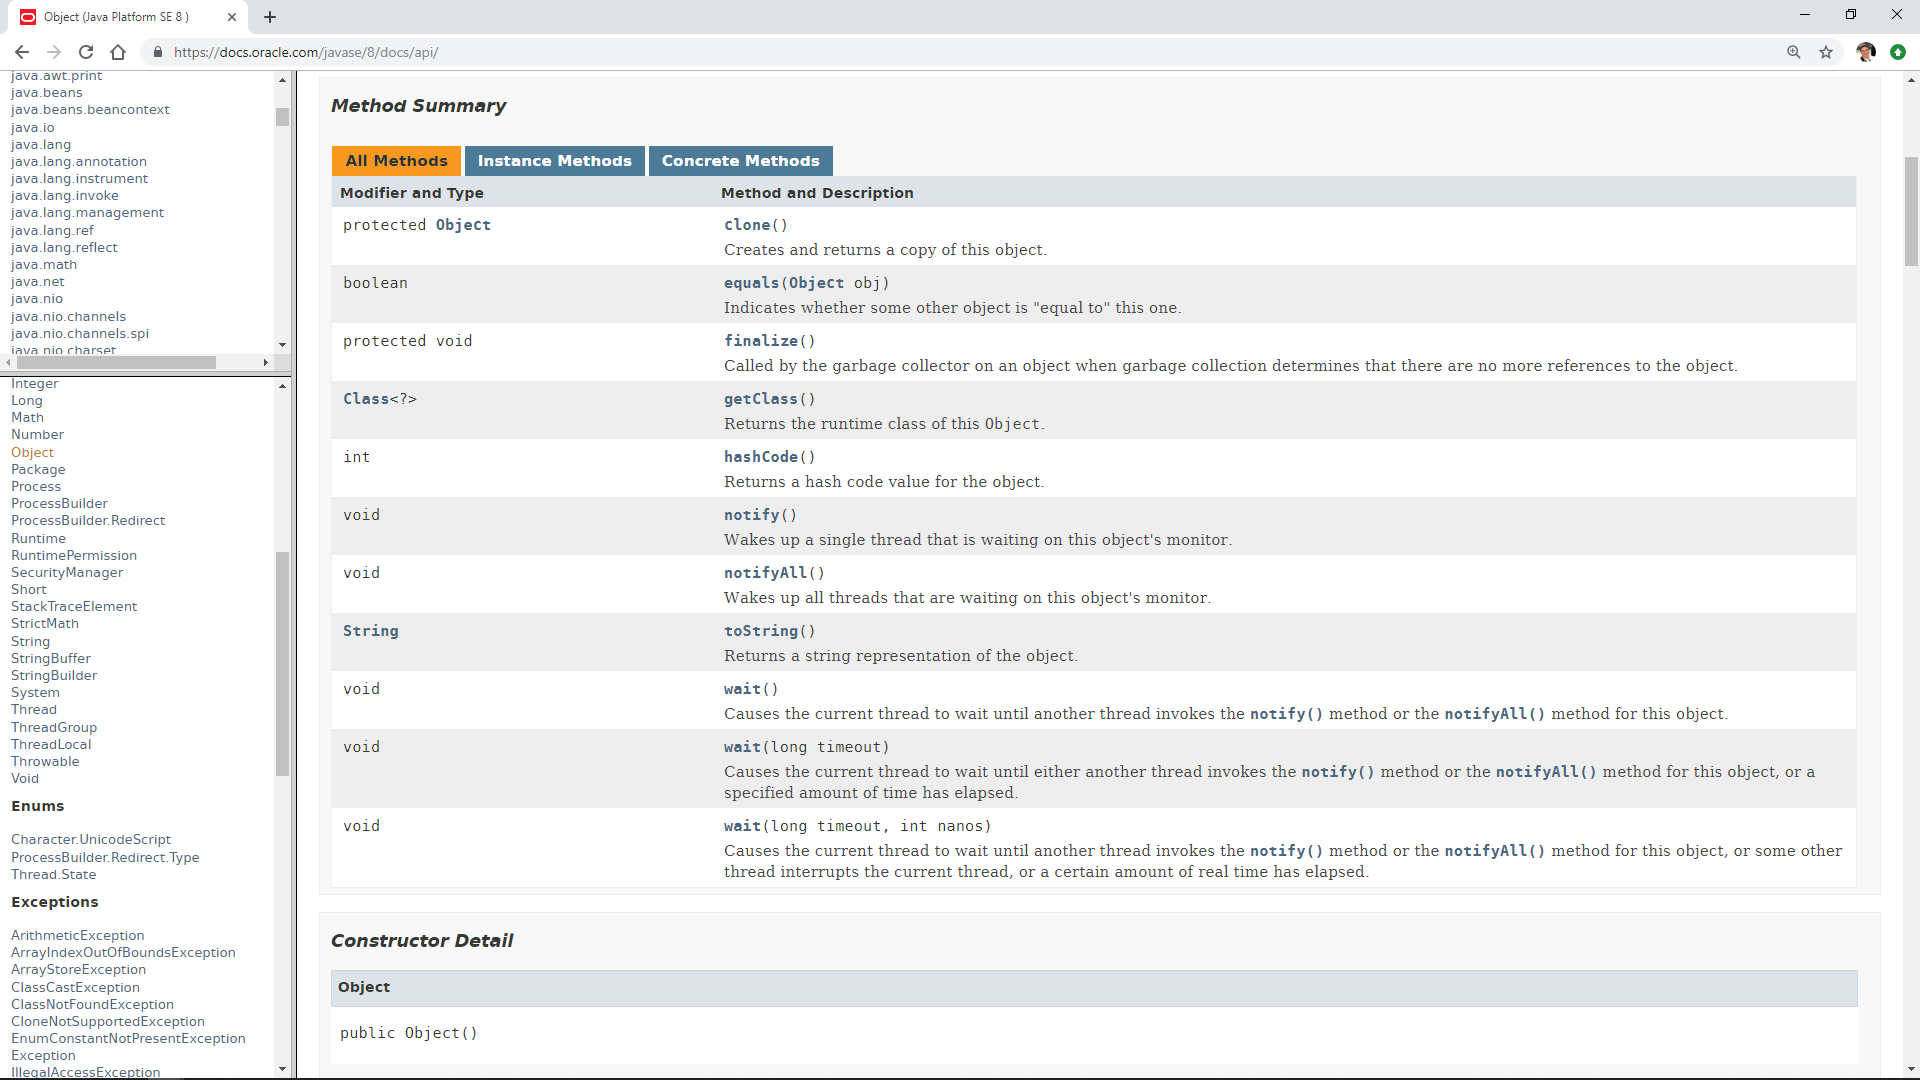 Object (Java Platform SE 8 )
https://docs.oracle.com/javase/8/docs/api/
java.awt.print
java.beans
java.beans.beancontext
java.io
java.lang
java.lang.annotation
java.lang.instrument
java.lang.invoke
java.lang.management
java.lang.ref
java.lang.reflect
java.math
java.net
java.nio
java.nio.channels
java.nio.channels.spi
java.nio.charset
Integer
Long
Math
Number
Object
Package
Process
ProcessBuilder
ProcessBuilder.Redirect
Runtime
RuntimePermission
SecurityManager
Short
StackTraceElement
StrictMath
String
StringBuffer
StringBuilder
System
Thread
ThreadGroup
ThreadLocal
Throwable
Void
Enums
Character.UnicodeScript
ProcessBuilder.Redirect.Type
Thread.State
Exceptions
ArithmeticException
ArrayIndexOutOfBoundsException
ArrayStoreException
ClassCastException
ClassNotFoundException
CloneNotSupportedException
EnumConstantNotPresentException
Exception
IllegalAccessException
Method Summary
All Methods Instance Methods Concrete Methods
Modifier and Type Method and Description
protected Object clone()
Creates and returns a copy of this object.
boolean equals(Object obj)
Indicates whether some other object is "equal to" this one.
protected void finalize()
Called by the garbage collector on an object when garbage collection determines that there are no more references to the object.
Class<?> getClass()
Returns the runtime class of this Object.
int hashCode()
Returns a hash code value for the object.
void notify()
Wakes up a single thread that is waiting on this object's monitor.
void notifyAll()
Wakes up all threads that are waiting on this object's monitor.
String toString()
Returns a string representation of the object.
void wait()
Causes the current thread to wait until another thread invokes the notify() method or the notifyAll() method for this object.
void wait(long timeout)
Causes the current thread to wait until either another thread invokes the notify() method or the notifyAll() method for this object, or a
specified amount of time has elapsed.
void wait(long timeout, int nanos)
Causes the current thread to wait until another thread invokes the notify() method or the notifyAll() method for this object, or some other
thread interrupts the current thread, or a certain amount of real time has elapsed.
Constructor Detail
Object
public Object()